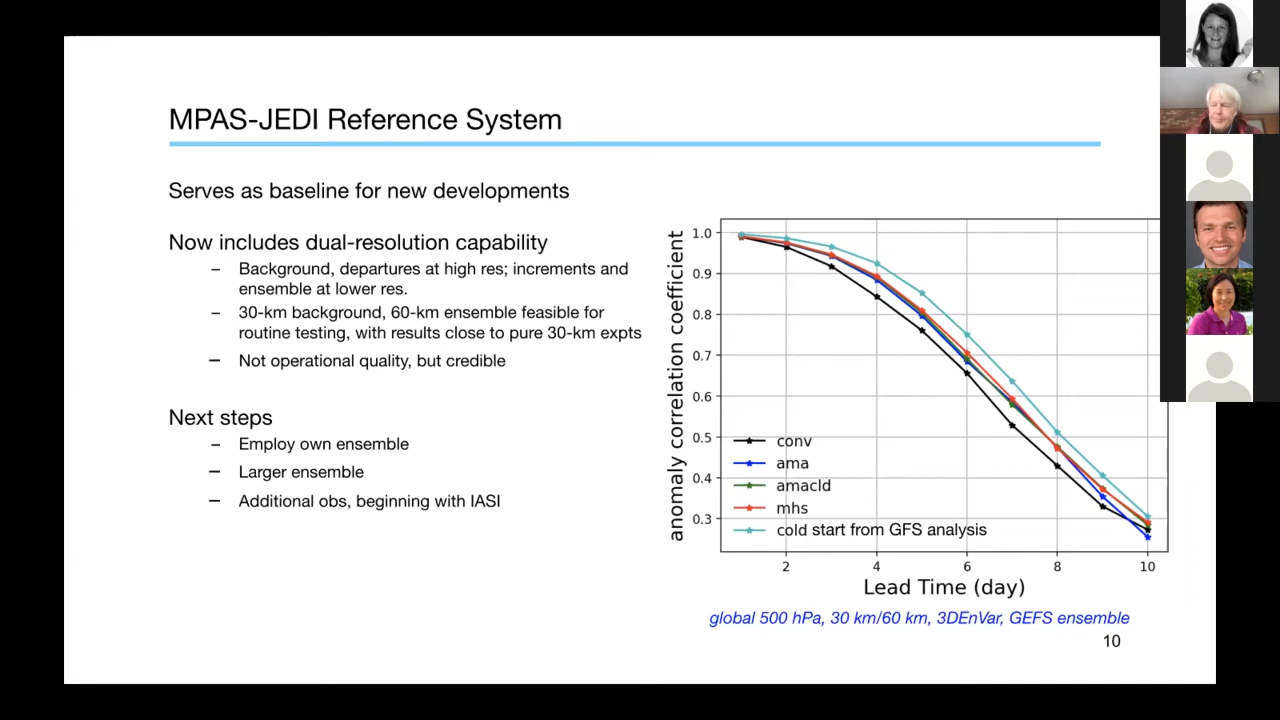 MPAS-JEDI Reference System
Serves as baseline for new developments
Now includes dual-resolution capability
– Background, departures at high res; increments and
ensemble at lower res.
– 30-km background, 60-km ensemble feasible for
routine testing, with results close to pure 30-km expts
– Not operational quality, but credible
Next steps
– Employ own ensemble
– Larger ensemble
– Additional obs, beginning with IASI
anomaly correlation coefficient
1.0
0.9
0.8
0.7
0.6
0.5
0.4
0.3
conv
ama
amacld
mhs
cold start from GFS analysis
2 4 6 8 10
Lead Time (day)
global 500 hPa, 30 km/60 km, 3DEnVar, GEFS ensemble
10